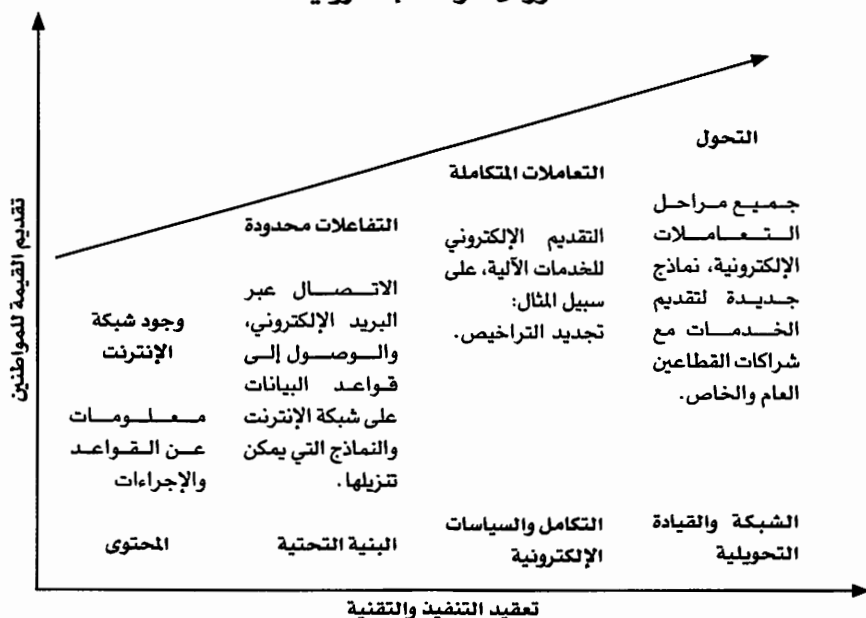 تقديم القيمة للمواطنين
وجود شبكة
الإنترنت
معلومات
عن القواعد
والإجراءات
المحتوى
التفاعلات محدودة
الاتصال عبر
البريد الإلكتروني،
والوصول إلى
قواعد البيانات
على شبكة الإنترنت
والنماذج التي يمكن
تنزيلها.
البنية التحتية
التعاملات المتكاملة
التقديم الإلكتروني
للخدمات الآلية، على
سبيل المثال:
تجديد التراخيص.
التكامل والسياسات
الإلكترونية
التحول
جميع مراحل
التعاملات
الإلكترونية، نماذج
جديدة لتقديم
الخدمات مع
شراكات القطاعين
العام والخاص.
الشبكة والقيادة
التحويلية
تعقيد التنفيذ والتقنية